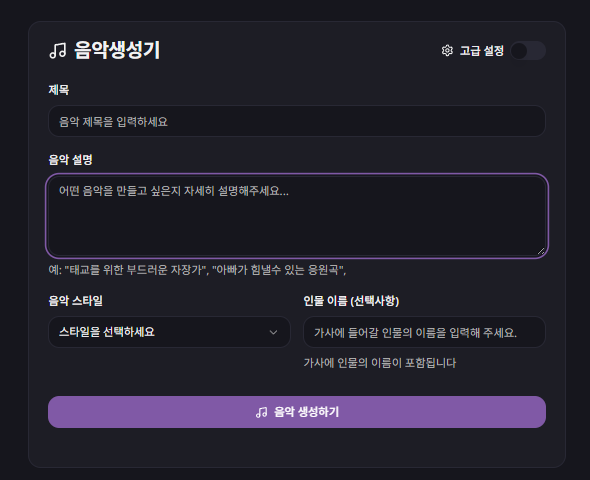 음악생성기
고급 설정
제목
음악 제목을 입력하세요
음악 설명
어떤 음악을 만들고 싶은지 자세히 설명해주세요...
예: "태교를 위한 부드러운 자장가", "아빠가 힘낼수 있는 응원곡",
음악 스타일
인물 이름 (선택사항)
스타일을 선택하세요
가사에 들어갈 인물의 이름을 입력해 주세요.
가사에 인물의 이름이 포함됩니다
음악 생성하기